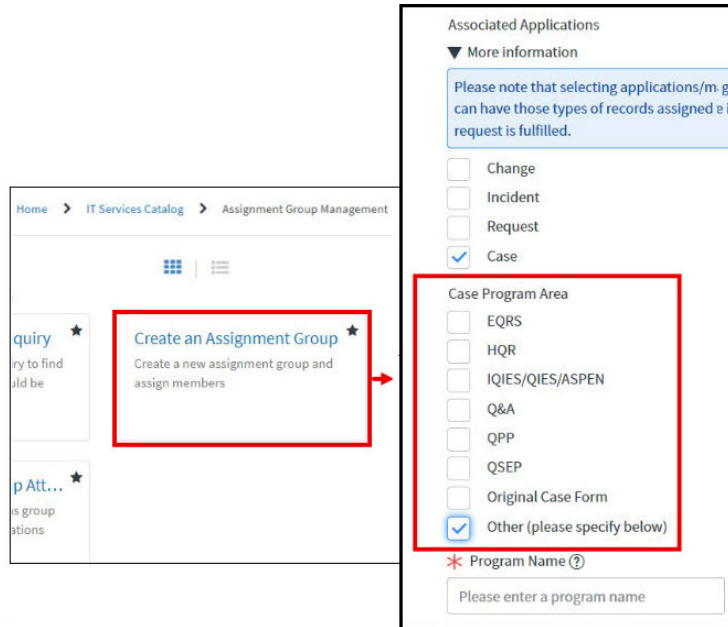 Home > IT Services Catalog > Assignment Group Management
quiry
ry to find
uld be
Create an Assignment Group
Create a new assignment group and
assign members
p Att...
as group
ations
Associated Applications
More information
Please note that selecting applications/m
can have those types of records assigned
request is fulfilled.
Change
Incident
Request
Case
Case Program Area
EQRS
HQR
IQIES/QIES/ASPEN
Q&A
QPP
QSEP
Original Case Form
Other (please specify below)
* Program Name ?
Please enter a program name